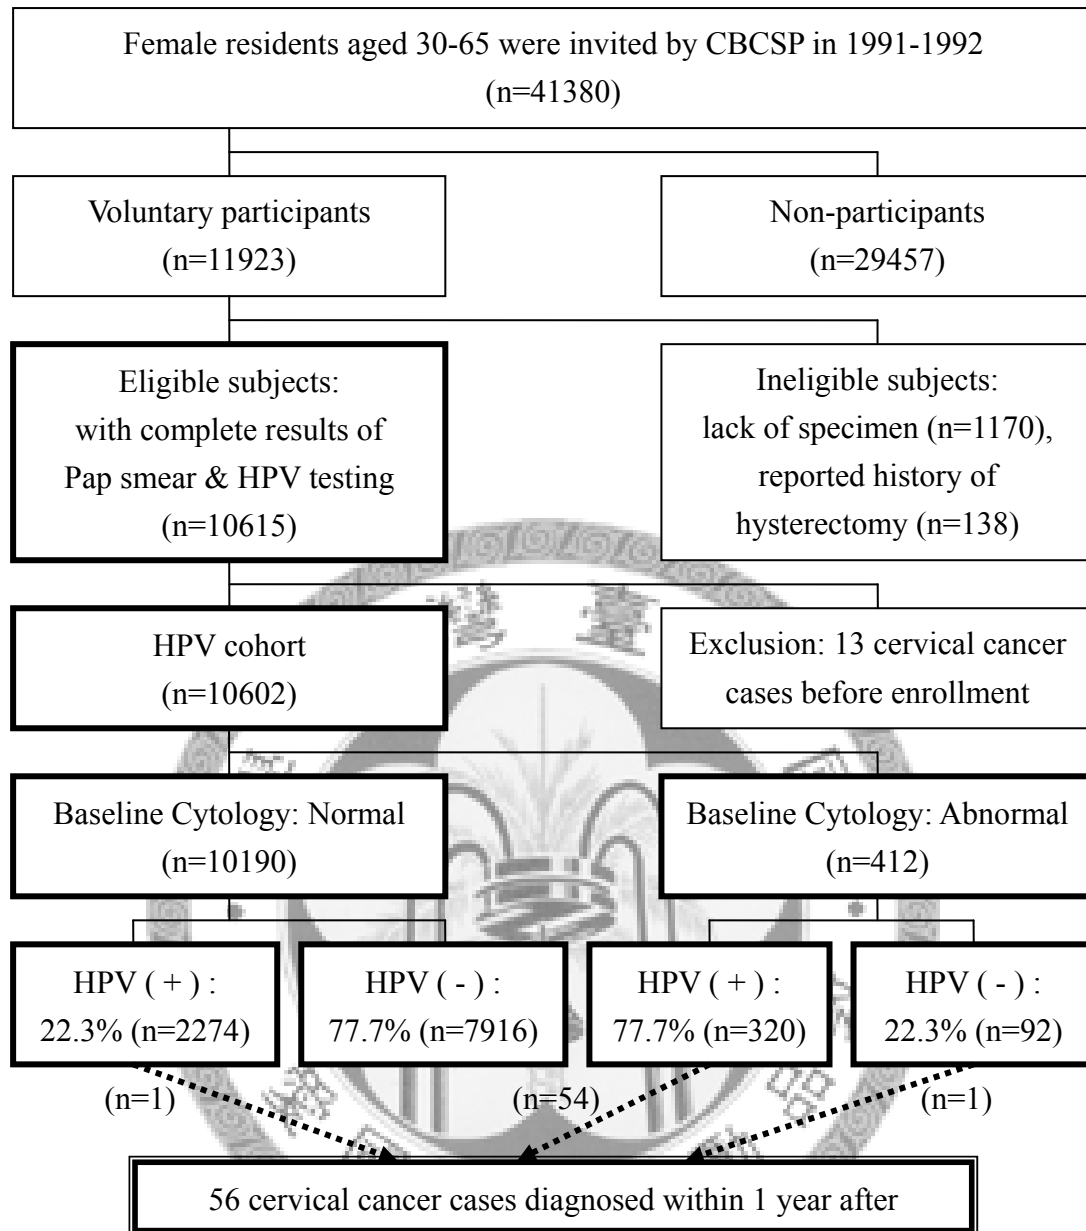 Female residents aged 30-65 were invited by CBCSP in 1991-1992
(n=41380)
Voluntary participants
(n=11923)
Non-participants
(n=29457)
Eligible subjects:
with complete results of
Pap smear & HPV testing
(n=10615)
Ineligible subjects:
lack of specimen (n=1170),
reported history of
hysterectomy (n=138)
HPV cohort
(n=10602)
Exclusion: 13 cervical cancer
cases before enrollment
Baseline Cytology: Normal
(n=10190)
Baseline Cytology: Abnormal
(n=412)
HPV ( + ) :
22.3% (n=2274)
HPV ( - ) :
77.7% (n=7916)
HPV ( + ) :
77.7% (n=320)
HPV ( - ) :
22.3% (n=92)
(n=1)
(n=54)
(n=1)
56 cervical cancer cases diagnosed within 1 year after